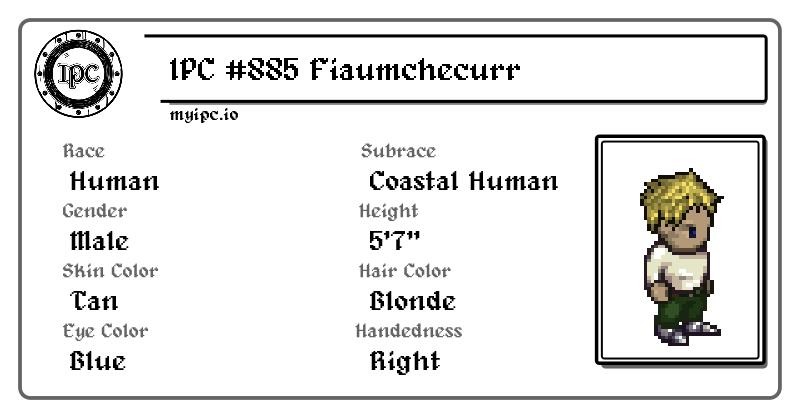 IPC
IPC #885 Fiaumchecurr
myipc.io
Race
Human
Subrace
Coastal Human
Gender
Male
Height
5'7"
Skin Color
Tan
Hair Color
Blonde
Eye Color
Blue
Handedness
Right